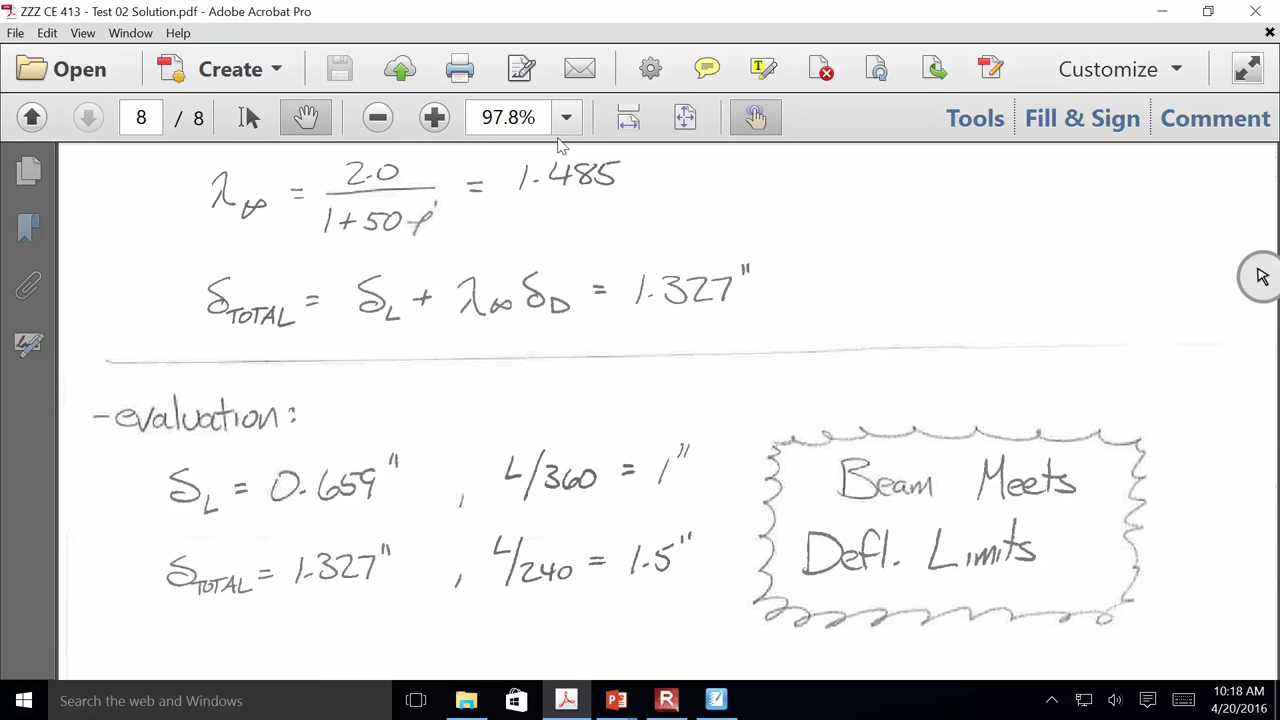 ZZZ CE 413 - Test 02 Solution.pdf - Adobe Acrobat Pro
File Edit View Window Help
Open Create Customize
8 / 8 97.8% Tools Fill & Sign Comment
λ∞ = 2.0 / 1 + 50 ρ' = 1.485
δTOTAL = δL + λ∞ δD = 1.327"
- evaluation:
δL = 0.659" , L/360 = 1"
δTOTAL = 1.327" , L/240 = 1.5"
Beam Meets
Defl. Limits
Search the web and Windows
10:18 AM
4/20/2016